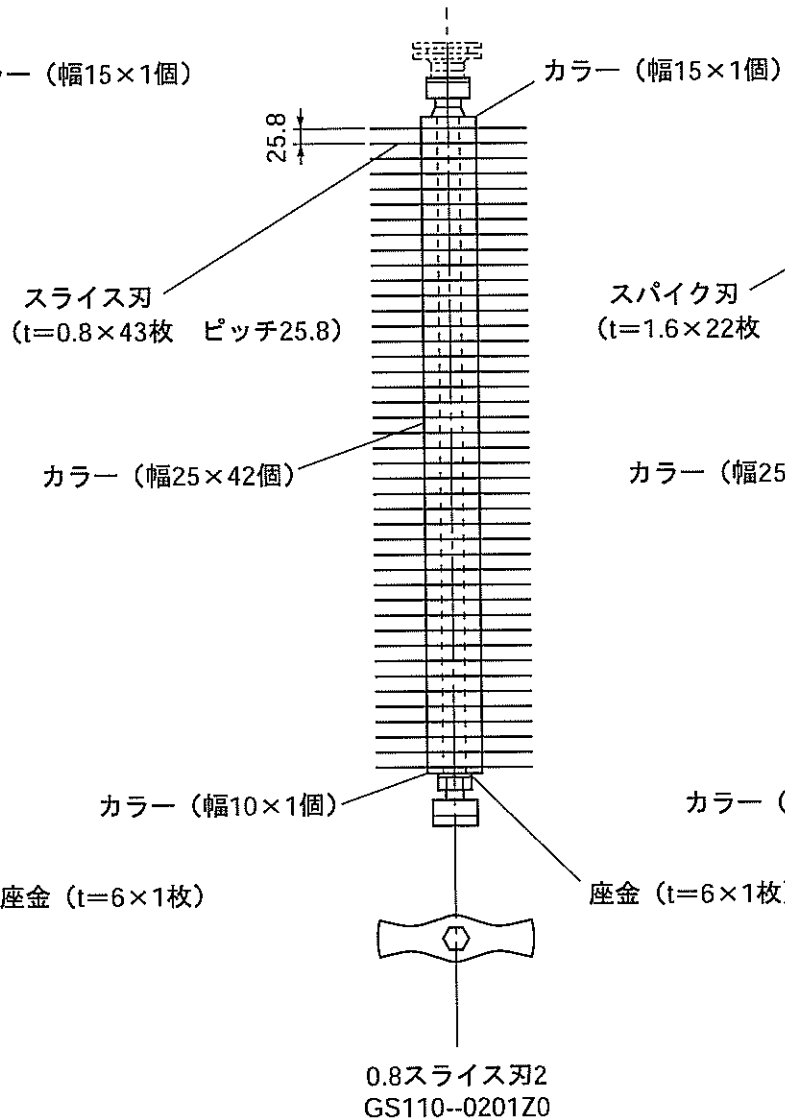 ー（幅15×1個）
カラー（幅15×1個）
25.8
スライス刃
（t=0.8×43枚　ピッチ25.8）
スパイク刃
（t=1.6×22枚
カラー（幅25×42個）
カラー（幅25
カラー（幅10×1個）
カラー（
座金（t=6×1枚）
座金（t=6×1枚）
0.8スライス刃2
GS110--0201Z0